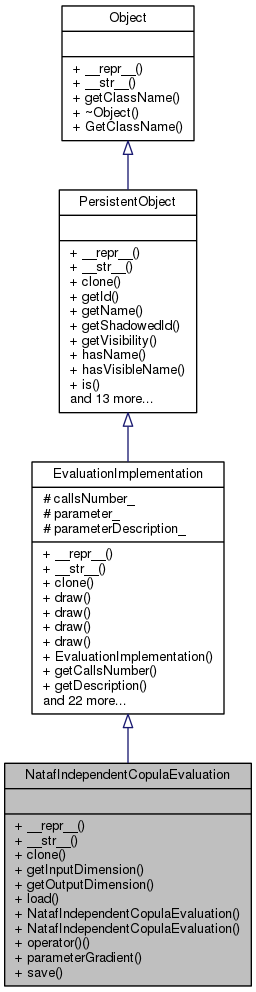 Object
+ __repr__()
+ __str__()
+ getClassName()
+ ~Object()
+ GetClassName()
PersistentObject
+ __repr__()
+ __str__()
+ clone()
+ getId()
+ getName()
+ getShadowedId()
+ getVisibility()
+ hasName()
+ hasVisibleName()
+ is()
and 13 more...
EvaluationImplementation
# callsNumber_
# parameter_
# parameterDescription_
+ __repr__()
+ __str__()
+ clone()
+ draw()
+ draw()
+ draw()
+ draw()
+ EvaluationImplementation()
+ getCallsNumber()
+ getDescription()
and 22 more...
NatafIndependentCopulaEvaluation
+ __repr__()
+ __str__()
+ clone()
+ getInputDimension()
+ getOutputDimension()
+ load()
+ NatafIndependentCopulaEvaluation()
+ NatafIndependentCopulaEvaluation()
+ operator()()
+ parameterGradient()
+ save()